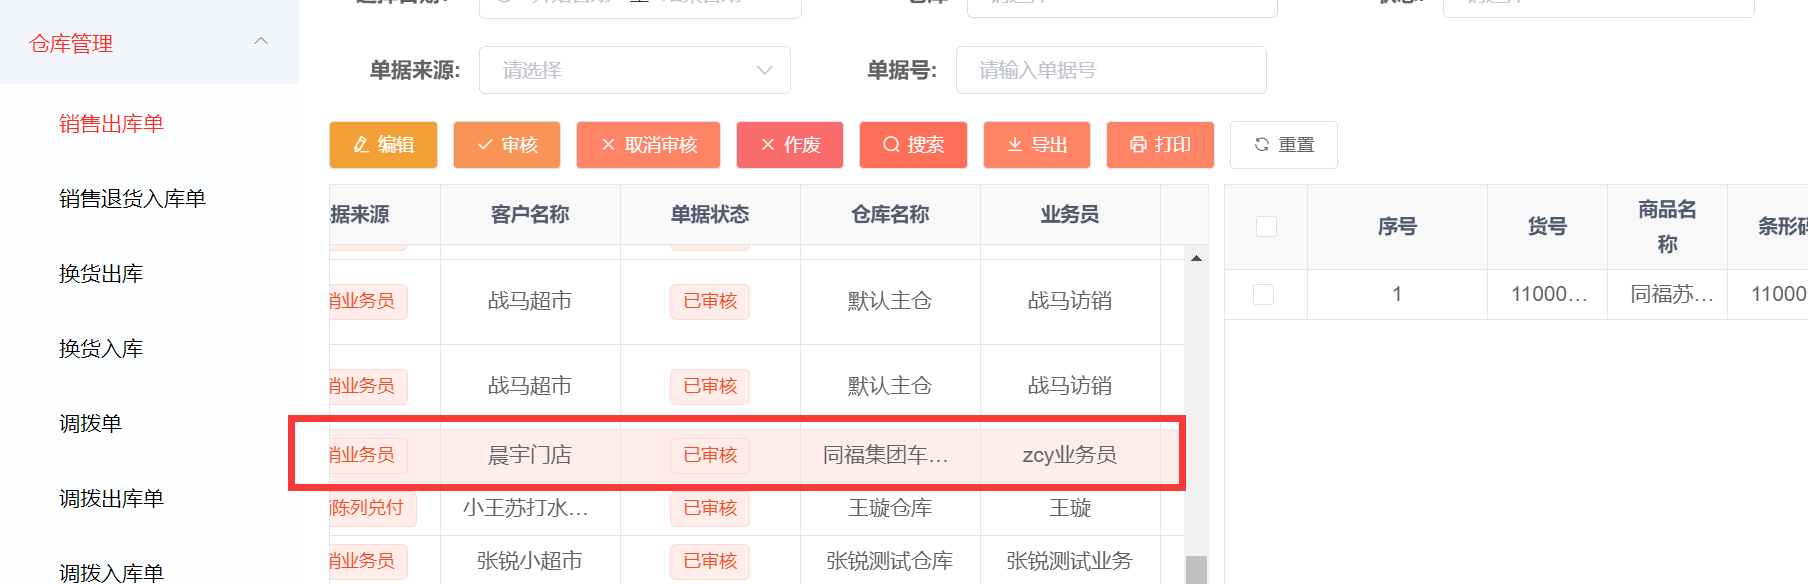 仓库管理
销售出库单
销售退货入库单
换货出库
换货入库
调拨单
调拨出库单
调拨入库单
单据来源: 请选择 单据号: 请输入单据号
编辑 审核 取消审核 作废 搜索 导出 打印 重置
据来源 客户名称 单据状态 仓库名称 业务员
销业务员 战马超市 已审核 默认主仓 战马访销
销业务员 战马超市 已审核 默认主仓 战马访销
销业务员 晨宇门店 已审核 同福集团车... zcy业务员
陈列兑付 小王苏打水... 已审核 王璇仓库 王璇
销业务员 张锐小超市 已审核 张锐测试仓库 张锐测试业务
序号 货号 商品名称 条形码
1 11000... 同福苏... 11000